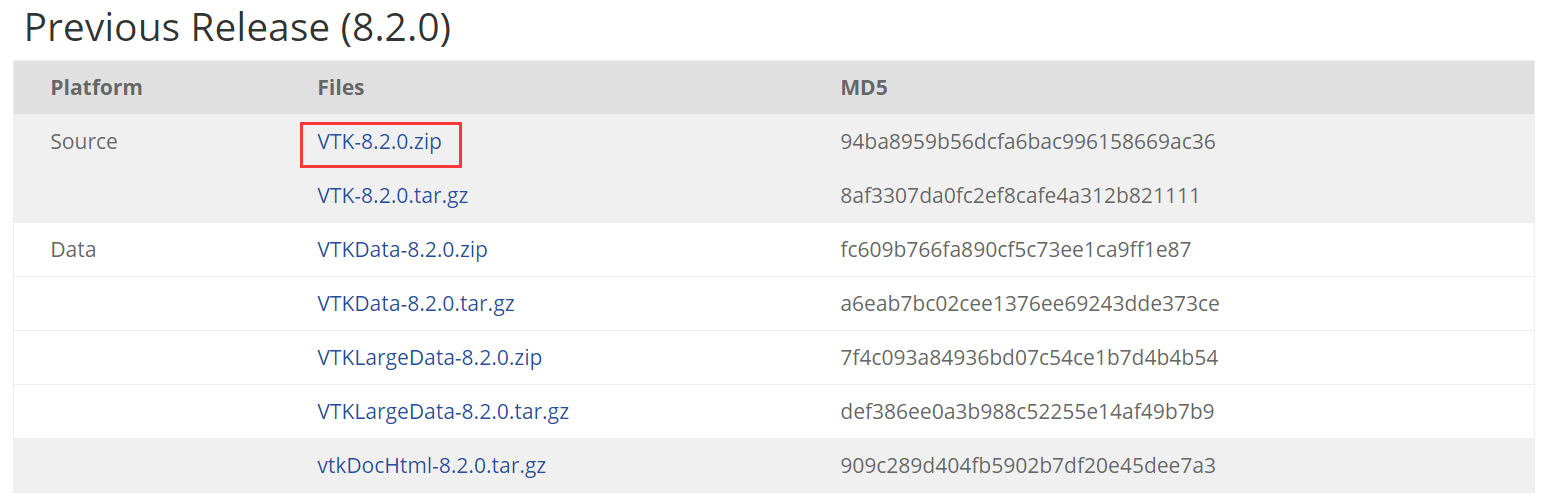 Previous Release (8.2.0)
Platform Files MD5
Source VTK-8.2.0.zip 94ba8959b56dcfa6bac996158669ac36
VTK-8.2.0.tar.gz 8af3307da0fc2ef8cafe4a312b821111
Data VTKData-8.2.0.zip fc609b766fa890cf5c73ee1ca9ff1e87
VTKData-8.2.0.tar.gz a6eab7bc02cee1376ee69243dde373ce
VTKLargeData-8.2.0.zip 7f4c093a84936bd07c54ce1b7d4b4b54
VTKLargeData-8.2.0.tar.gz def386ee0a3b988c52255e14af49b7b9
vtkDocHtml-8.2.0.tar.gz 909c289d404fb5902b7df20e45dee7a3